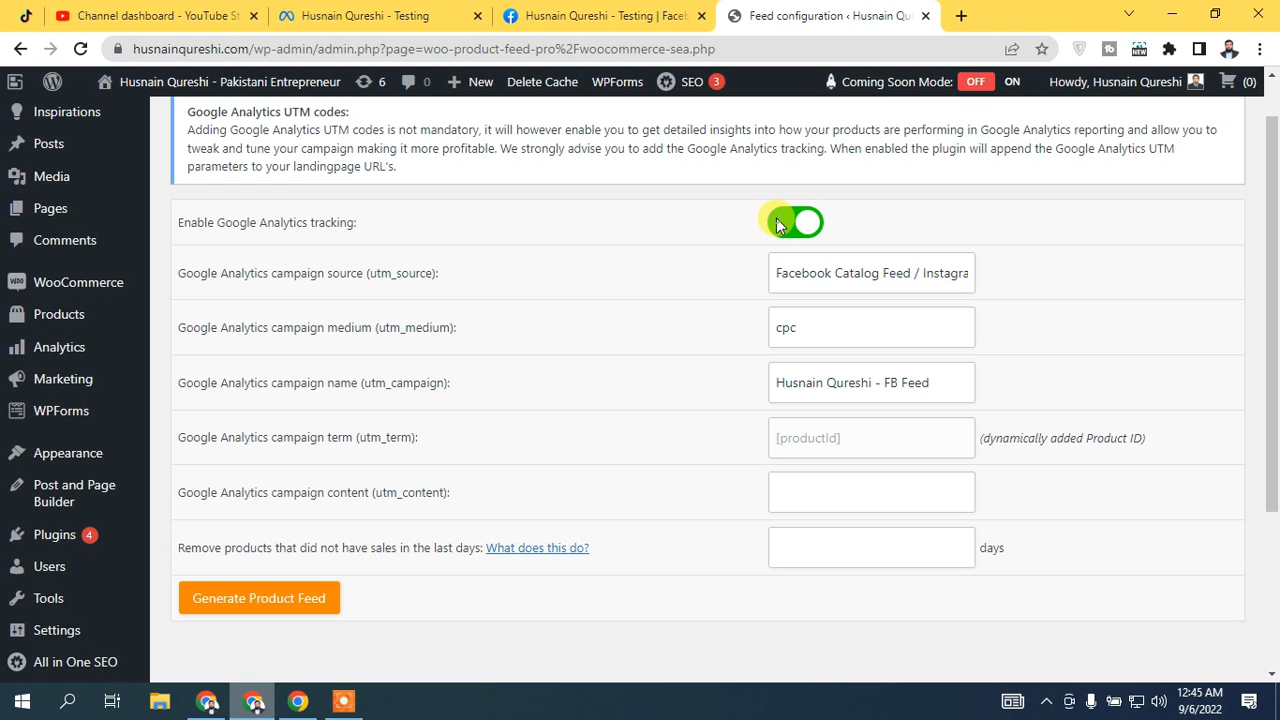 Channel dashboard - YouTube St
Husnain Qureshi - Testing
Husnain Qureshi - Testing | Faceb
Feed configuration ‹ Husnain Qu
husnainqureshi.com/wp-admin/admin.php?page=woo-product-feed-pro%2Fwoocommerce-sea.php
NEW
Husnain Qureshi - Pakistani Entrepreneur
6
0
New
Delete Cache
WPForms
SEO
3
Coming Soon Mode:
OFF
ON
Howdy, Husnain Qureshi
(0)
Inspirations
Posts
Media
Pages
Comments
WooCommerce
Products
Analytics
Marketing
WPForms
Appearance
Post and Page
Builder
Plugins 4
Users
Tools
Settings
All in One SEO
Google Analytics UTM codes:
Adding Google Analytics UTM codes is not mandatory, it will however enable you to get detailed insights into how your products are performing in Google Analytics reporting and allow you to
tweak and tune your campaign making it more profitable. We strongly advise you to add the Google Analytics tracking. When enabled the plugin will append the Google Analytics UTM
parameters to your landingpage URL's.
Enable Google Analytics tracking:
Google Analytics campaign source (utm_source):
Facebook Catalog Feed / Instagra
Google Analytics campaign medium (utm_medium):
cpc
Google Analytics campaign name (utm_campaign):
Husnain Qureshi - FB Feed
Google Analytics campaign term (utm_term):
[productId]
(dynamically added Product ID)
Google Analytics campaign content (utm_content):
Remove products that did not have sales in the last days: What does this do?
days
Generate Product Feed
12:45 AM
9/6/2022